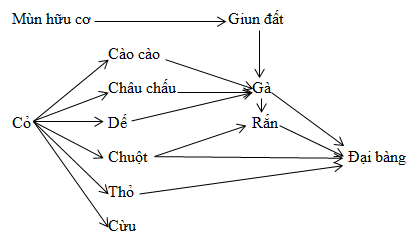 Mùn hữu cơ Giun đất
Cào cào
Châu chấu Gà
Cỏ Dế Rắn
Chuột Đại bàng
Thỏ
Cừu